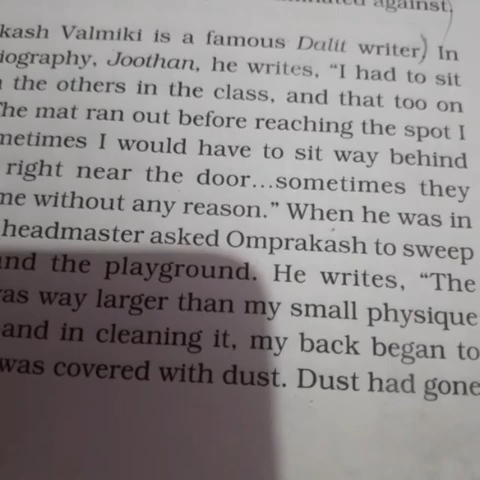 against)
kash Valmiki is a famous Dalit writer) In
iography, Joothan, he writes, “I had to sit
the others in the class, and that too on
The mat ran out before reaching the spot I
metimes I would have to sit way behind
right near the door...sometimes they
me without any reason.” When he was in
headmaster asked Omprakash to sweep
and the playground. He writes, “The
was way larger than my small physique
and in cleaning it, my back began to
was covered with dust. Dust had gone